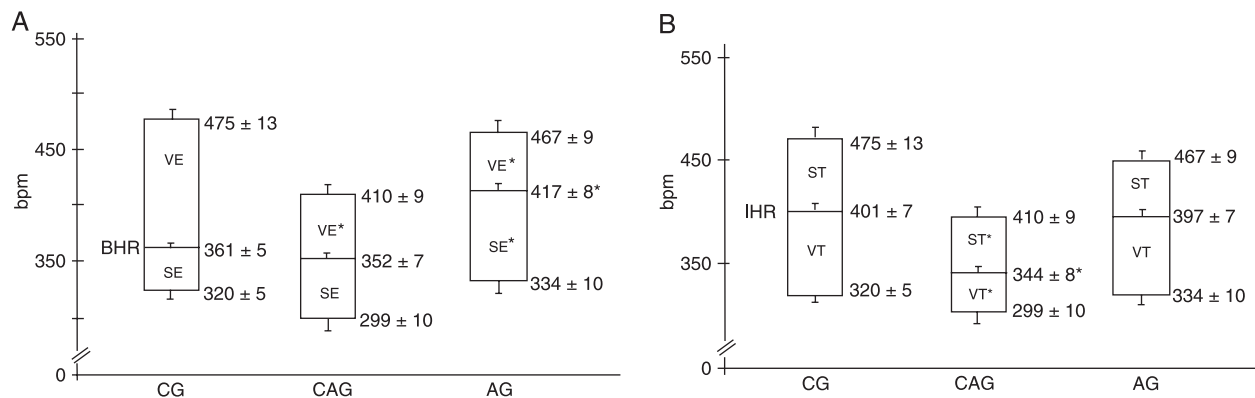 A
550
450
bpm
350
0
BHR
VE
SE
475 ± 13
361 ± 5
320 ± 5
VE*
SE
410 ± 9
352 ± 7
299 ± 10
VE*
SE*
467 ± 9
417 ± 8*
334 ± 10
CG CAG AG
B
550
450
bpm
350
0
IHR
ST
VT
475 ± 13
401 ± 7
320 ± 5
ST*
VT*
410 ± 9
344 ± 8*
299 ± 10
ST
VT
467 ± 9
397 ± 7
334 ± 10
CG CAG AG